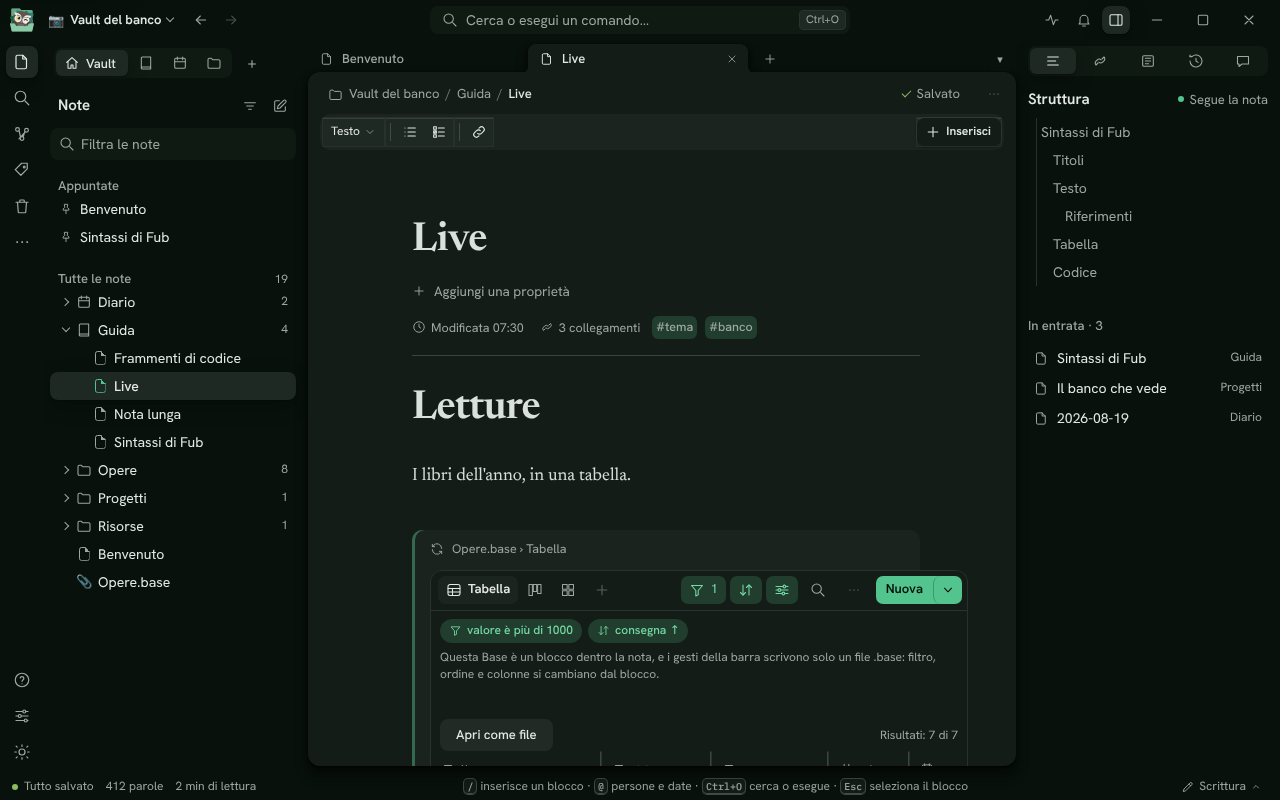 Vault del banco
Cerca o esegui un comando…
Ctrl+O
Vault
Benvenuto
Live
Note
Filtra le note
Appuntate
Benvenuto
Sintassi di Fub
Tutte le note 19
Diario 2
Guida 4
Frammenti di codice
Live
Nota lunga
Sintassi di Fub
Opere 8
Progetti 1
Risorse 1
Benvenuto
Opere.base
Vault del banco / Guida / Live
Salvato
Testo
Inserisci
Live
Aggiungi una proprietà
Modificata 07:30 3 collegamenti #tema #banco
Letture
I libri dell'anno, in una tabella.
Opere.base › Tabella
Tabella
1
Nuova
valore è più di 1000
consegna ↑
Questa Base è un blocco dentro la nota, e i gesti della barra scrivono solo un file .base: filtro,
ordine e colonne si cambiano dal blocco.
Apri come file
Risultati: 7 di 7
Struttura
Segue la nota
Sintassi di Fub
Titoli
Testo
Riferimenti
Tabella
Codice
In entrata · 3
Sintassi di Fub Guida
Il banco che vede Progetti
2026-08-19 Diario
Tutto salvato 412 parole 2 min di lettura
/ inserisce un blocco · @ persone e date · Ctrl+O cerca o esegue · Esc seleziona il blocco
Scrittura